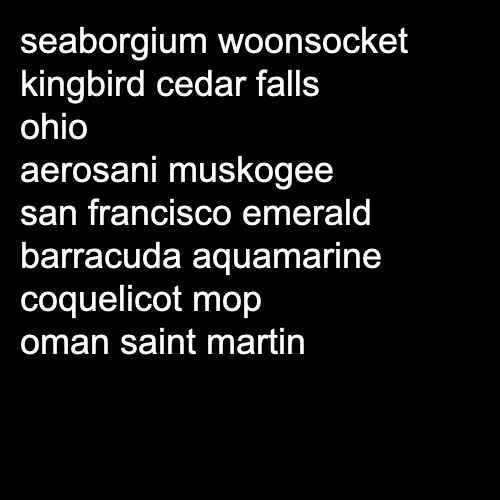 seaborgium woonsocket
kingbird cedar falls
ohio
aerosani muskogee
san francisco emerald
barracuda aquamarine
coquelicot mop
oman saint martin